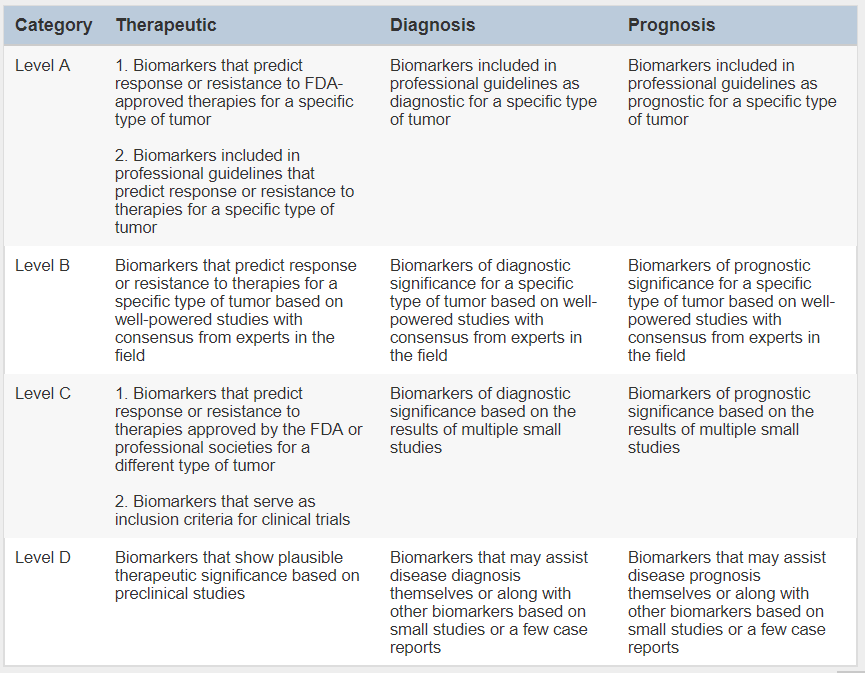 Category Therapeutic Diagnosis Prognosis
Level A
1. Biomarkers that predict
response or resistance to FDA-
approved therapies for a specific
type of tumor
2. Biomarkers included in
professional guidelines that
predict response or resistance to
therapies for a specific type of
tumor
Biomarkers included in
professional guidelines as
diagnostic for a specific type
of tumor
Biomarkers included in
professional guidelines as
prognostic for a specific type
of tumor
Level B
Biomarkers that predict response
or resistance to therapies for a
specific type of tumor based on
well-powered studies with
consensus from experts in the
field
Biomarkers of diagnostic
significance for a specific
type of tumor based on well-
powered studies with
consensus from experts in
the field
Biomarkers of prognostic
significance for a specific
type of tumor based on well-
powered studies with
consensus from experts in
the field
Level C
1. Biomarkers that predict
response or resistance to
therapies approved by the FDA or
professional societies for a
different type of tumor
2. Biomarkers that serve as
inclusion criteria for clinical trials
Biomarkers of diagnostic
significance based on the
results of multiple small
studies
Biomarkers of prognostic
significance based on the
results of multiple small
studies
Level D
Biomarkers that show plausible
therapeutic significance based on
preclinical studies
Biomarkers that may assist
disease diagnosis
themselves or along with
other biomarkers based on
small studies or a few case
reports
Biomarkers that may assist
disease prognosis
themselves or along with
other biomarkers based on
small studies or a few case
reports